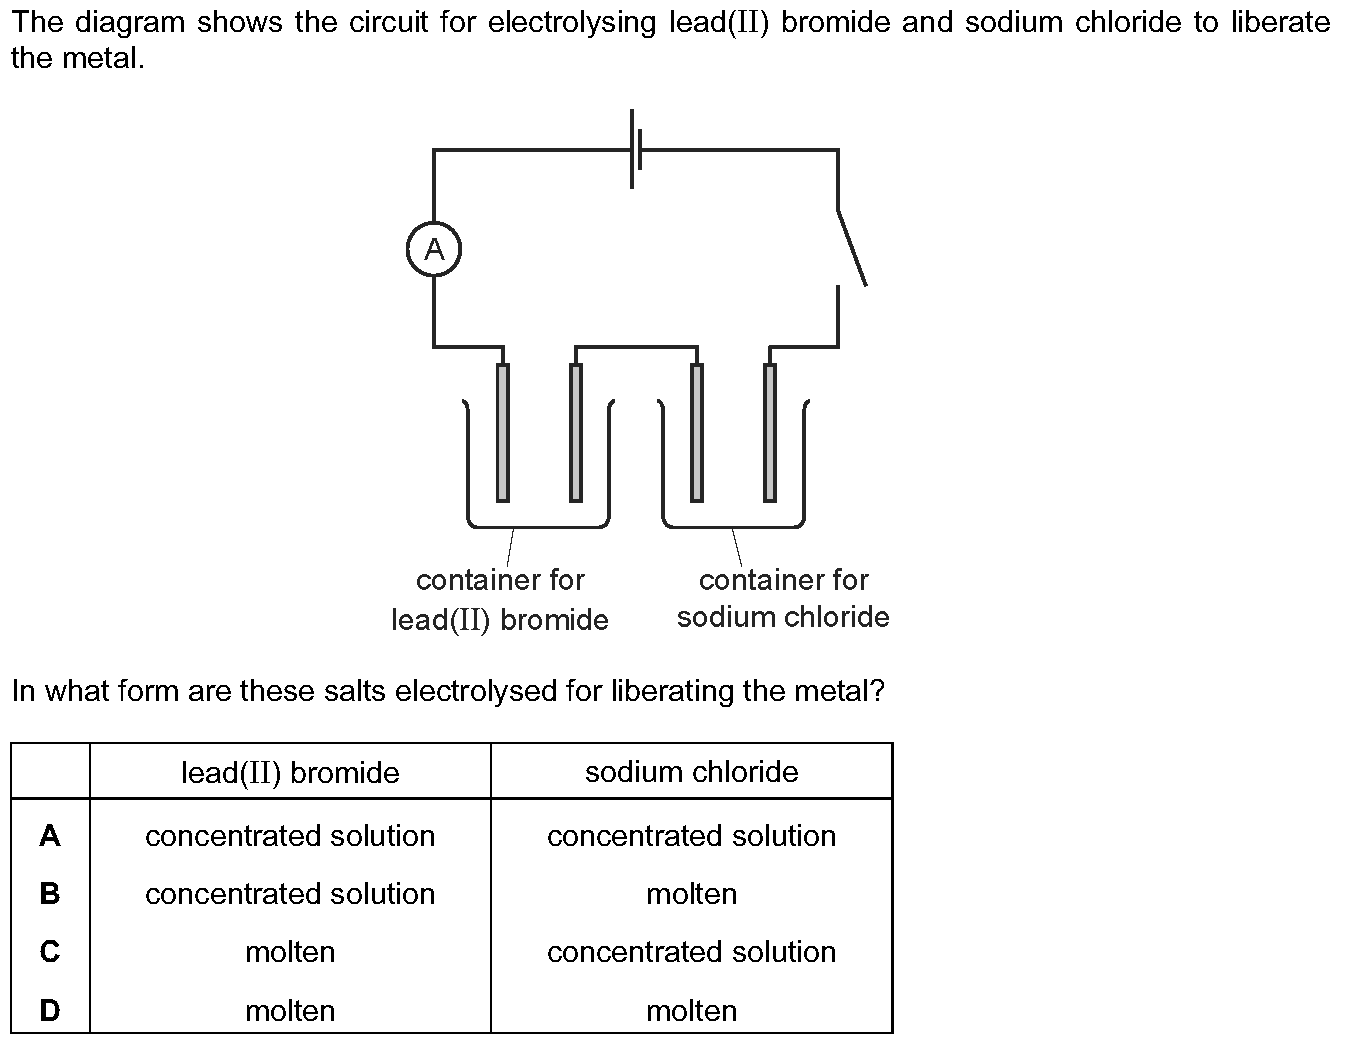 The diagram shows the circuit for electrolysing lead(II) bromide and sodium chloride to liberate
the metal.
A
container for
lead(II) bromide
container for
sodium chloride
In what form are these salts electrolysed for liberating the metal?
lead(II) bromide sodium chloride
A concentrated solution concentrated solution
B concentrated solution molten
C molten concentrated solution
D molten molten